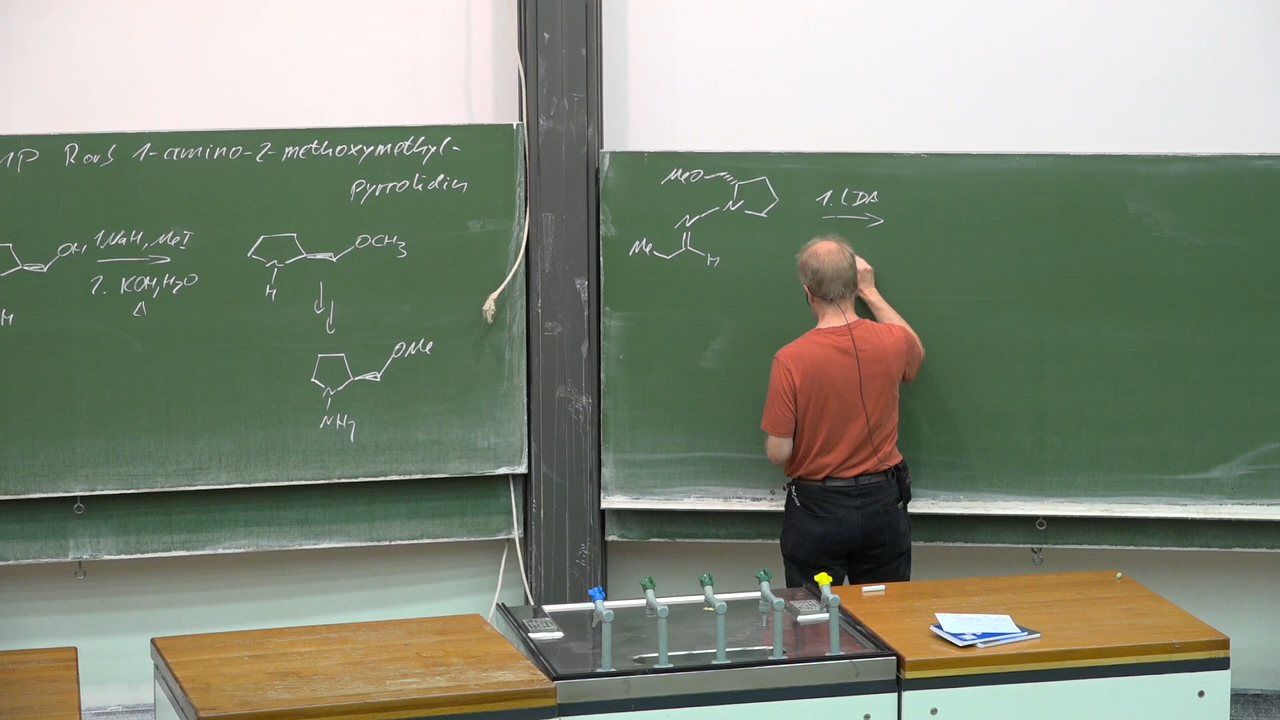 MP R or S 1-amino-2-methoxymethyl-
pyrrolidin
OH
1. NaH, MeI
2. KOH, H2O
Δ
H
N
H
OCH3
N
NH2
OMe
MeO
N
N
Me
H
1. LDA